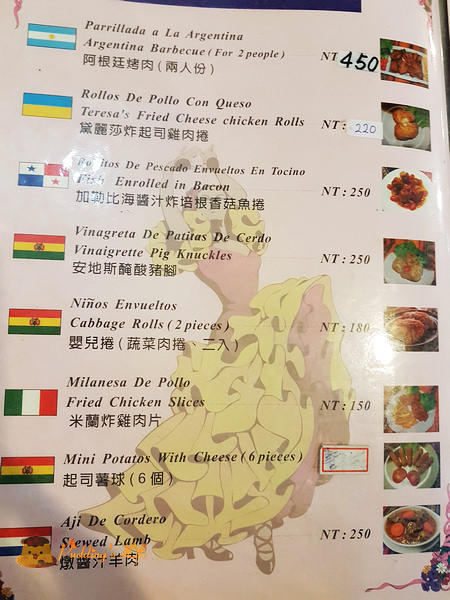 Parrillada a La Argentina
Argentina Barbecue (For 2 people) NT 450
阿根廷烤肉 (兩人份)
Rollos De Pollo Con Queso
Teresa's Fried Cheese chicken Rolls NT: 220
黛麗莎炸起司雞肉捲
De Pescado Envueltos En Tocino
Fish Enrolled in Bacon NT: 250
加勒比海醬汁炸培根香菇魚捲
Vinagreta De Patitas De Cerdo
Vinaigrette Pig Knuckles NT: 250
安地斯醃酸豬腳
Niños Envueltos
Cabbage Rolls (2 pieces) NT: 180
嬰兒捲 (蔬菜肉捲、二入)
Milanesa De Pollo
Fried Chicken Slices NT: 150
米蘭炸雞肉片
Mini Potatos With Cheese (6 pieces)
起司薯球 (6個)
Aji De Cordero
Stewed Lamb NT: 250
燉醬汁羊肉
Pudding's